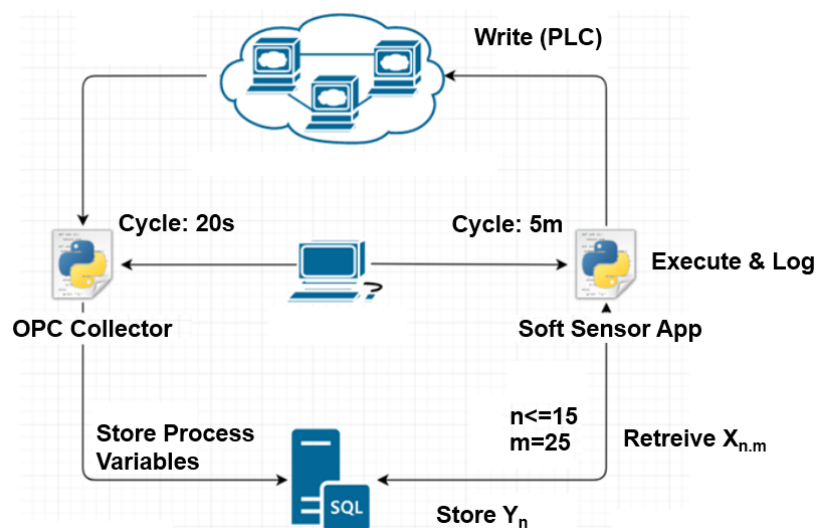 Write (PLC)
Cycle: 20s
Cycle: 5m
Execute & Log
OPC Collector
Soft Sensor App
n<=15
m=25
Retreive Xn.m
Store Process
Variables
SQL
Store Yn